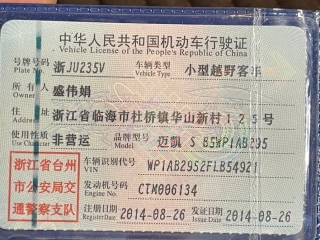 中华人民共和国机动车行驶证
Vehicle License of the People's Republic of China
号牌号码 浙JU235V 车辆类型 小型越野客车
Plate No. Vehicle Type
所有人 盛伟娟
Owner
住址 浙江省临海市杜桥镇华山新村125号
Address
使用性质 非营运 品牌型号 迈凯 S 85WP1AB295
Use Character Model
车辆识别代号 WP1AB29S2FLB54921
VIN
发动机号码 CTM006134
Engine No.
注册日期 2014-08-26 发证日期 2014-08-26
Register Date Issue Date
浙江省台州
市公安局交
通警察支队